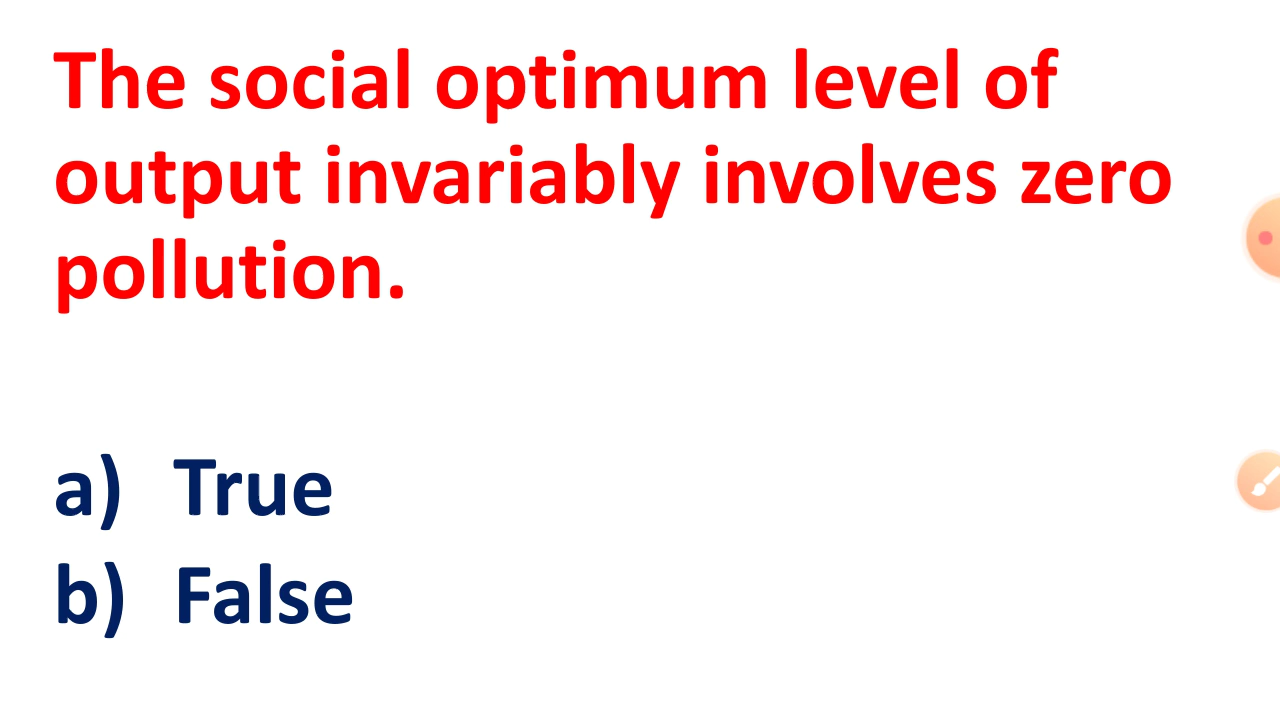 The social optimum level of
output invariably involves zero
pollution.
a) True
b) False